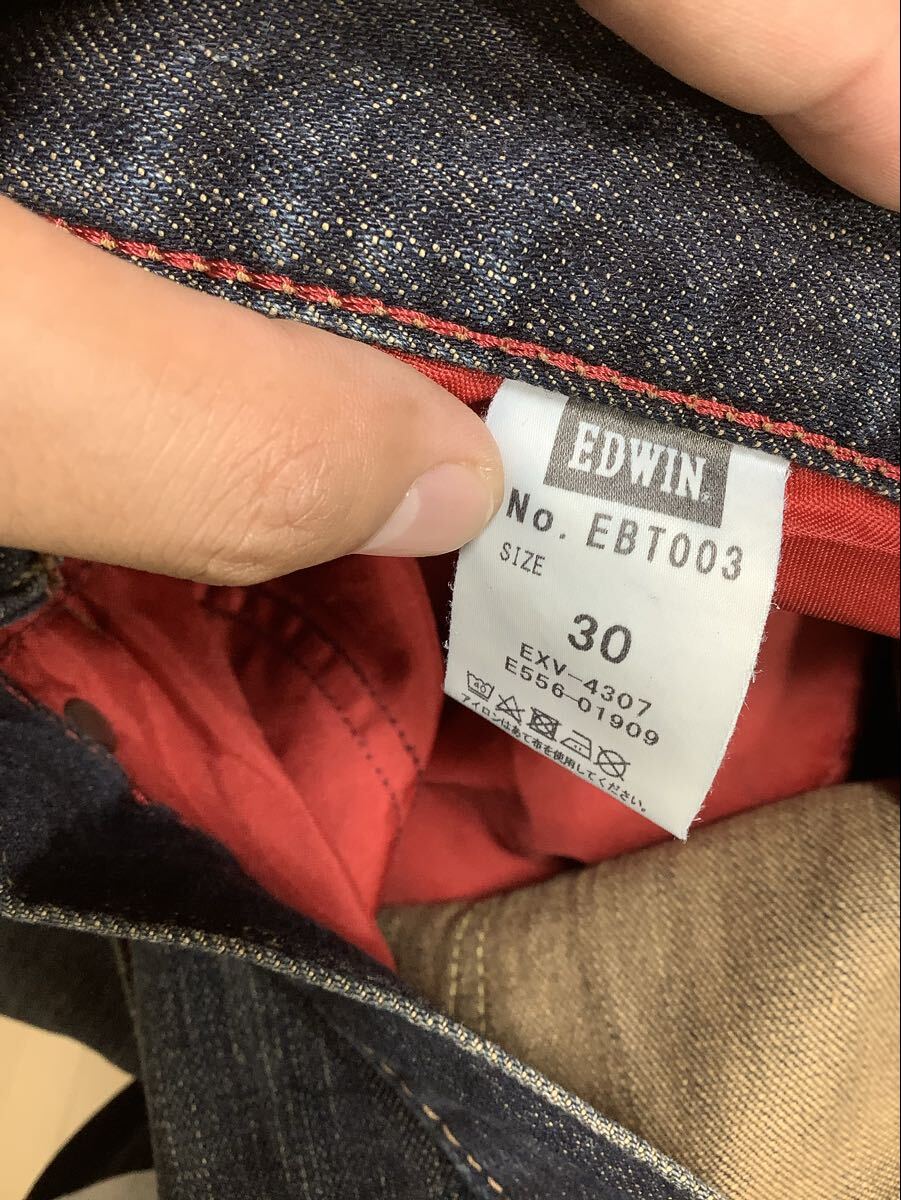 EDWIN
No. EBT003
SIZE
30
EXV-4307
E556-01909
40
アイロンはあて布を使用してください。